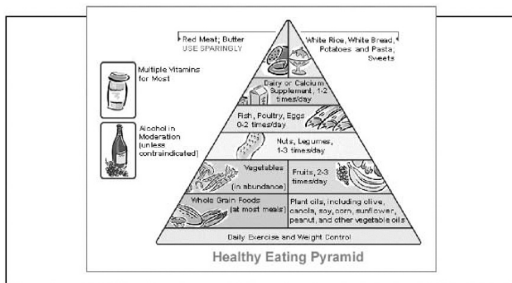 Red Meat; Butter
USE SPARINGLY
White Rice, White Bread,
Potatoes and Pasta,
Sweets
Multiple Vitamins
for Most
Dairy or Calcium
Supplement, 1-2
times/day
Fish, Poultry, Eggs
0-2 times/day
Alcohol in
Moderation
(unless
contraindicated)
Nuts, Legumes,
1-3 times/day
Vegetables
(in abundance)
Fruits, 2-3
times/day
Whole Grain Foods
(at most meals)
Plant oils, including olive,
canola, soy, corn, sunflower,
peanut, and other vegetable oils
Daily Exercise and Weight Control
Healthy Eating Pyramid